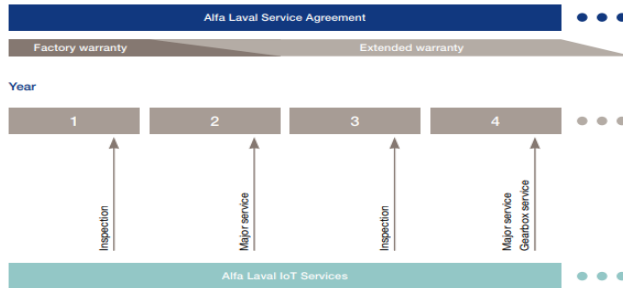 Alfa Laval Service Agreement
Factory warranty
Extended warranty
Year
1
2
3
4
Inspection
Major service
Inspection
Major service
Gearbox service
Alfa Laval IoT Services